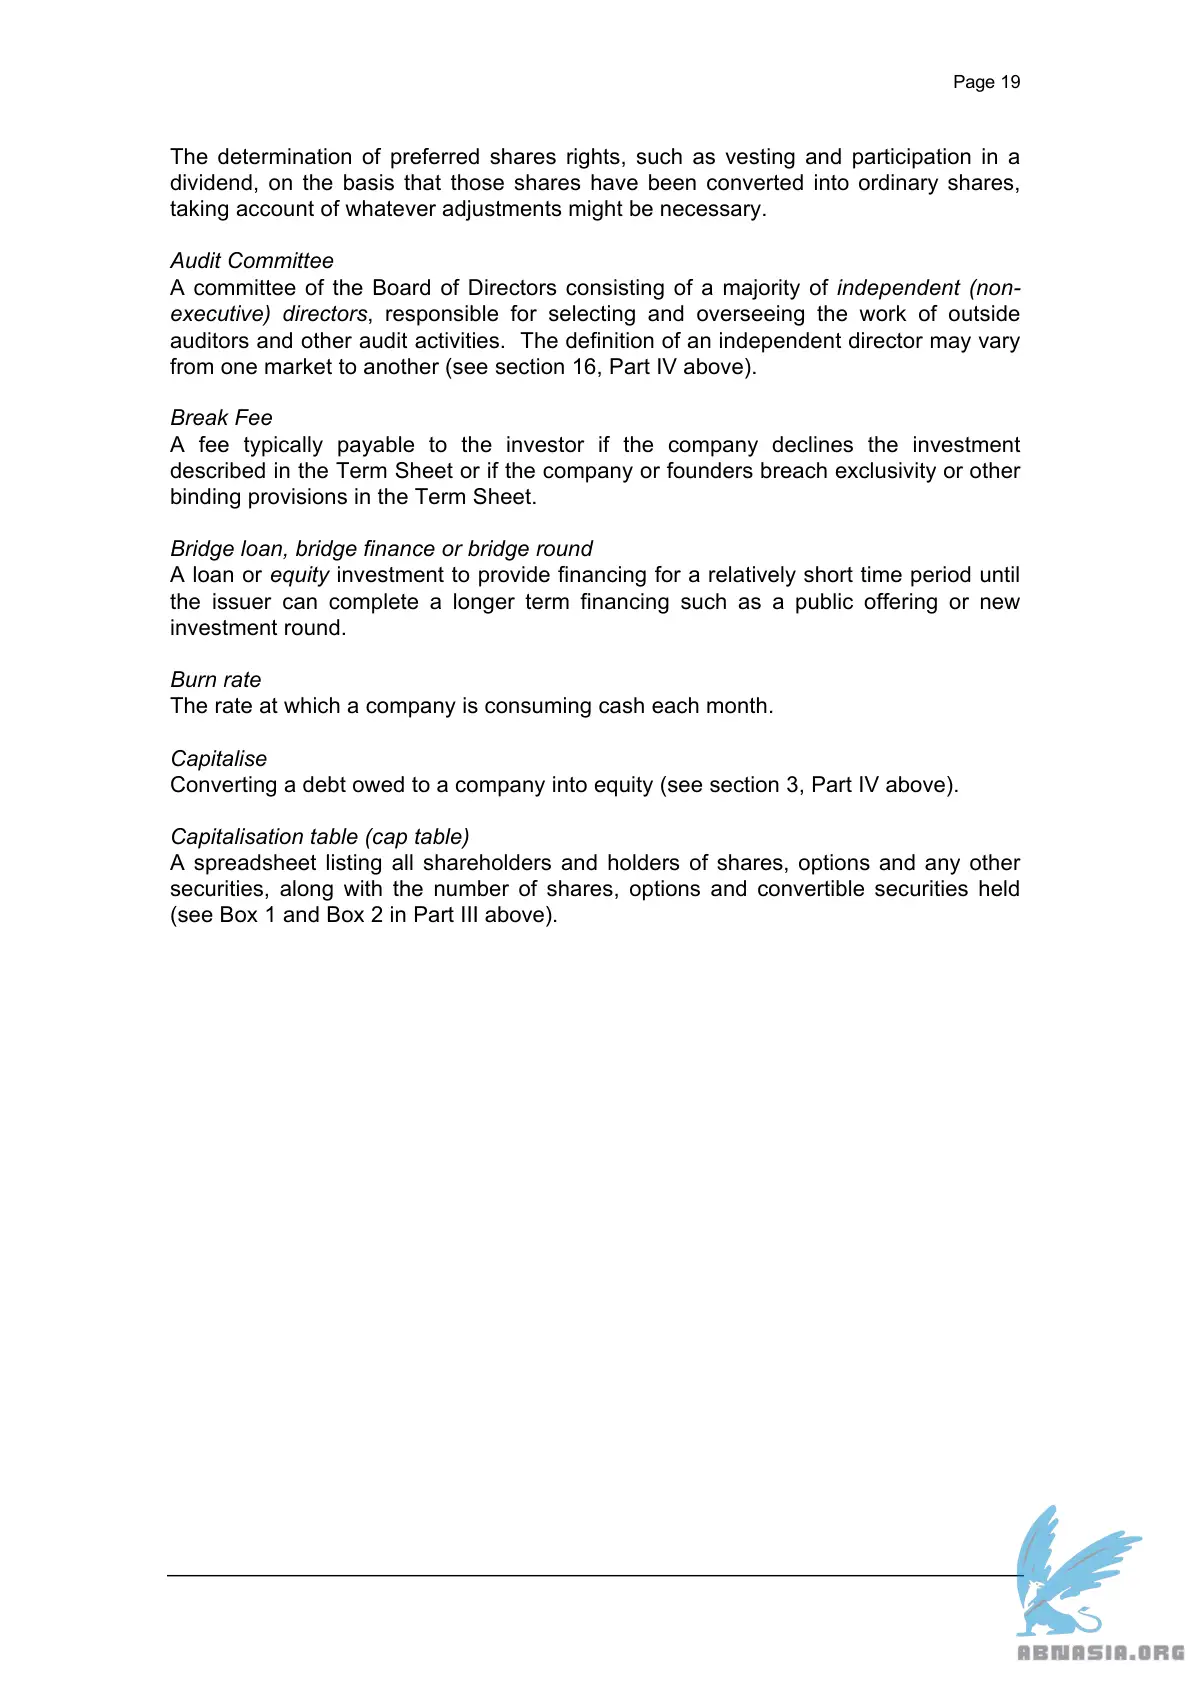 Page 19
The determination of preferred shares rights, such as vesting and participation in a
dividend, on the basis that those shares have been converted into ordinary shares,
taking account of whatever adjustments might be necessary.
Audit Committee
A committee of the Board of Directors consisting of a majority of independent (non-
executive) directors, responsible for selecting and overseeing the work of outside
auditors and other audit activities.  The definition of an independent director may vary
from one market to another (see section 16, Part IV above).
Break Fee
A fee typically payable to the investor if the company declines the investment
described in the Term Sheet or if the company or founders breach exclusivity or other
binding provisions in the Term Sheet.
Bridge loan, bridge finance or bridge round
A loan or equity investment to provide financing for a relatively short time period until
the issuer can complete a longer term financing such as a public offering or new
investment round.
Burn rate
The rate at which a company is consuming cash each month.
Capitalise
Converting a debt owed to a company into equity (see section 3, Part IV above).
Capitalisation table (cap table)
A spreadsheet listing all shareholders and holders of shares, options and any other
securities, along with the number of shares, options and convertible securities held
(see Box 1 and Box 2 in Part III above).
ABNASIA.ORG